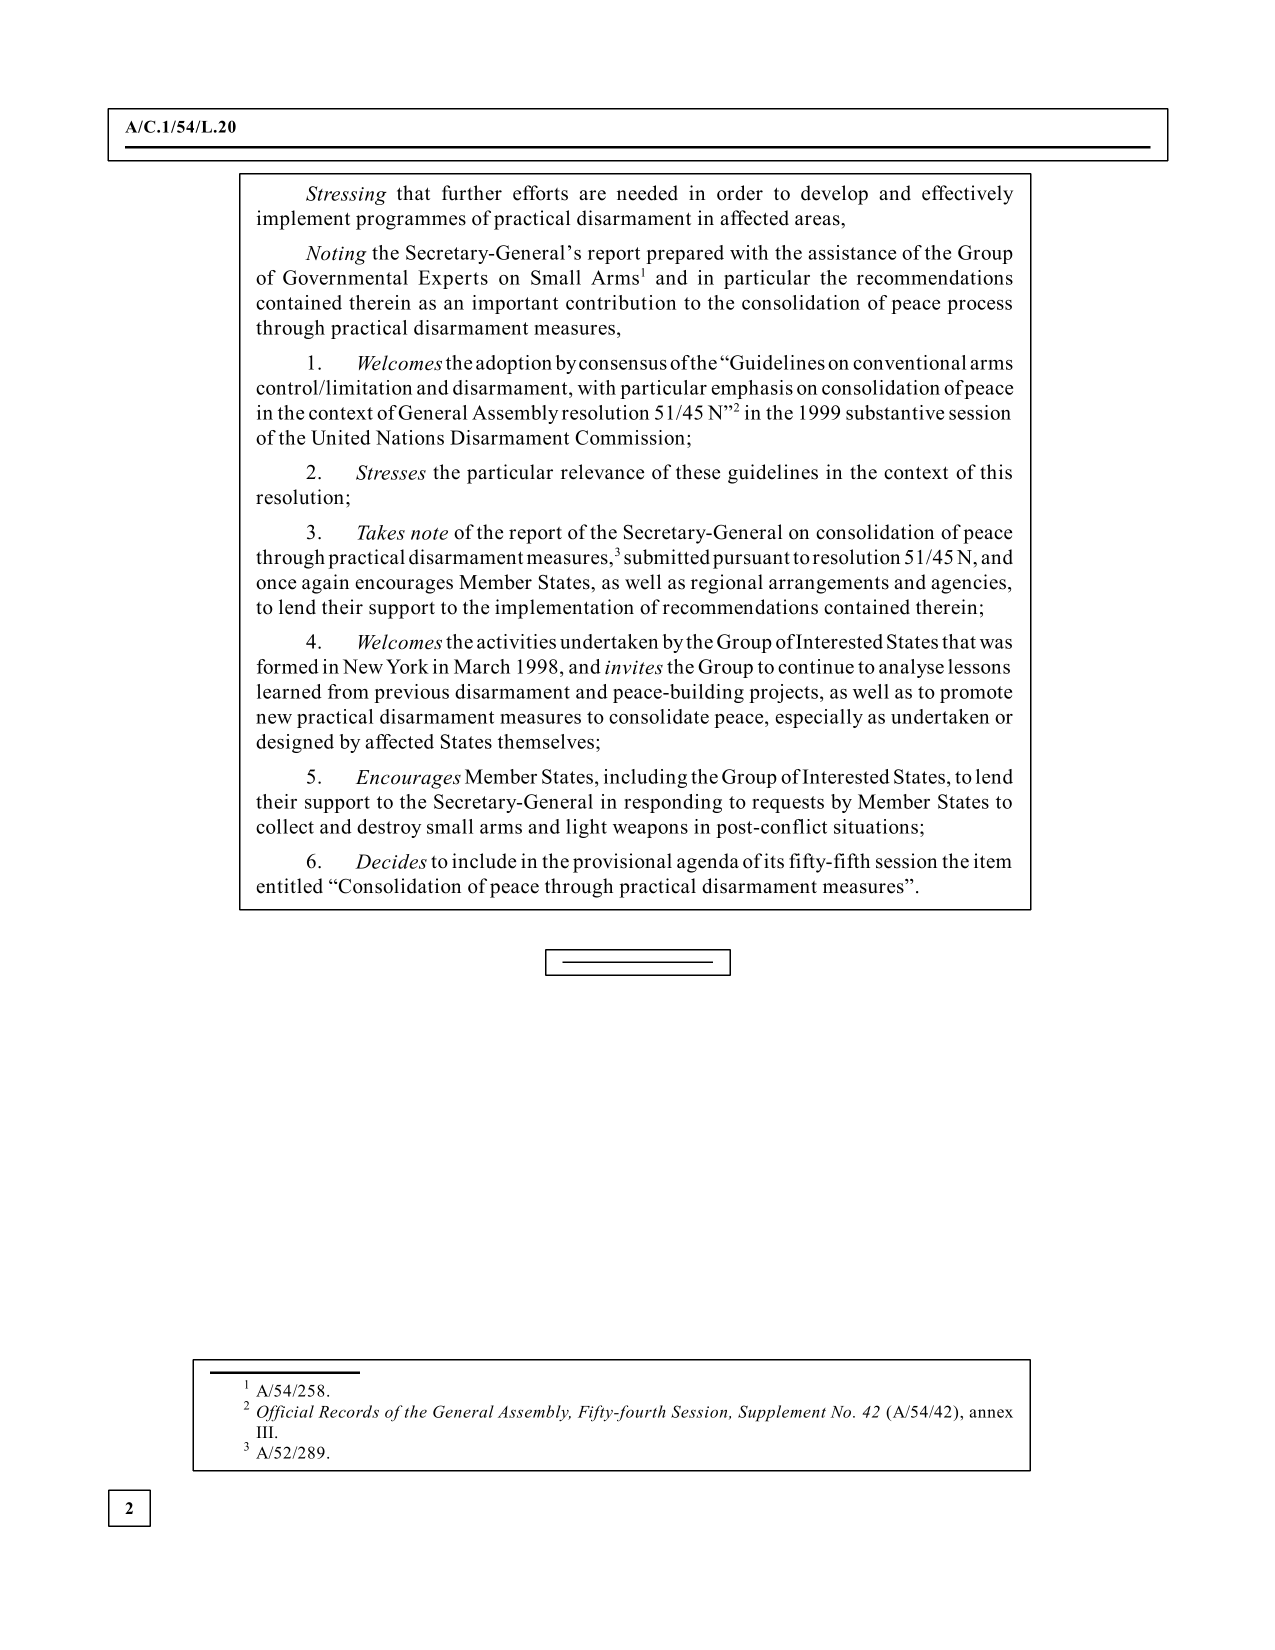 A/C.1/54/L.20
Stressing that further efforts are needed in order to develop and effectively
implement programmes of practical disarmament in affected areas,
Noting the Secretary-General’s report prepared with the assistance of the Group
of Governmental Experts on Small Arms¹ and in particular the recommendations
contained therein as an important contribution to the consolidation of peace process
through practical disarmament measures,
1. Welcomes the adoption by consensus of the “Guidelines on conventional arms
control/limitation and disarmament, with particular emphasis on consolidation of peace
in the context of General Assembly resolution 51/45 N”² in the 1999 substantive session
of the United Nations Disarmament Commission;
2. Stresses the particular relevance of these guidelines in the context of this
resolution;
3. Takes note of the report of the Secretary-General on consolidation of peace
through practical disarmament measures,³ submitted pursuant to resolution 51/45 N, and
once again encourages Member States, as well as regional arrangements and agencies,
to lend their support to the implementation of recommendations contained therein;
4. Welcomes the activities undertaken by the Group of Interested States that was
formed in New York in March 1998, and invites the Group to continue to analyse lessons
learned from previous disarmament and peace-building projects, as well as to promote
new practical disarmament measures to consolidate peace, especially as undertaken or
designed by affected States themselves;
5. Encourages Member States, including the Group of Interested States, to lend
their support to the Secretary-General in responding to requests by Member States to
collect and destroy small arms and light weapons in post-conflict situations;
6. Decides to include in the provisional agenda of its fifty-fifth session the item
entitled “Consolidation of peace through practical disarmament measures”.
¹ A/54/258.
² Official Records of the General Assembly, Fifty-fourth Session, Supplement No. 42 (A/54/42), annex
III.
³ A/52/289.
2